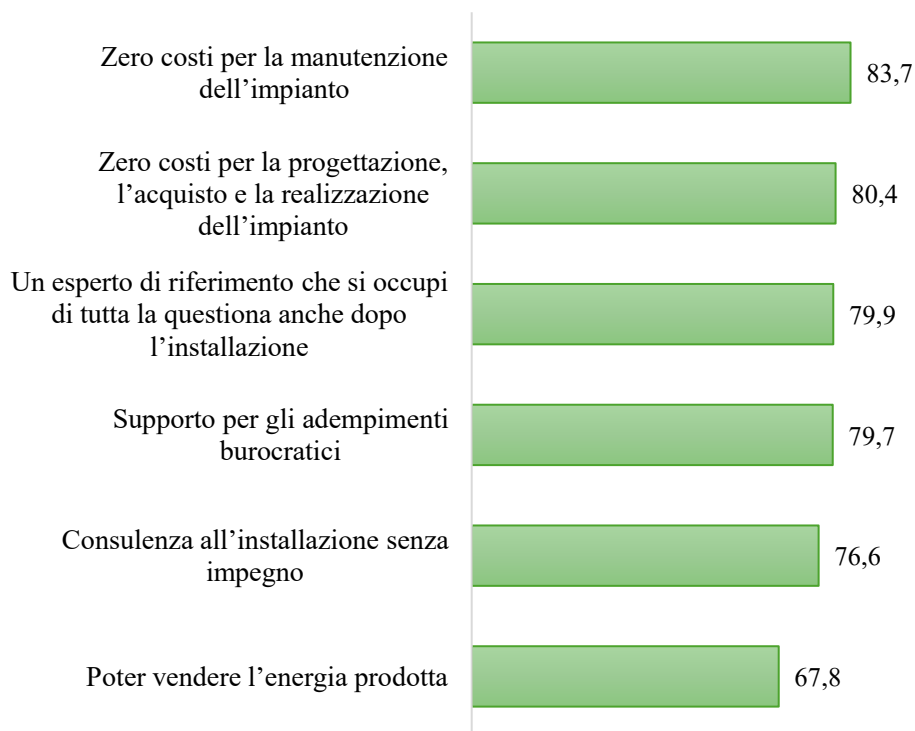 Zero costi per la manutenzione
dell’impianto
83,7
Zero costi per la progettazione,
l’acquisto e la realizzazione
dell’impianto
80,4
Un esperto di riferimento che si occupi
di tutta la questiona anche dopo
l’installazione
79,9
Supporto per gli adempimenti
burocratici
79,7
Consulenza all’installazione senza
impegno
76,6
Poter vendere l’energia prodotta
67,8